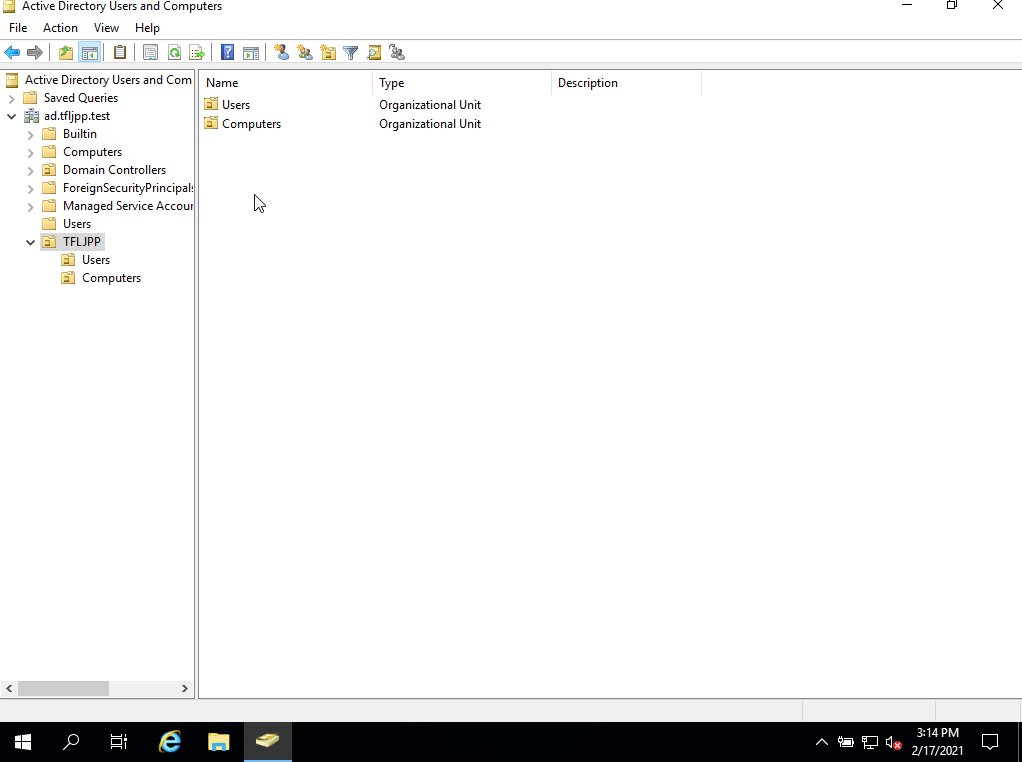 Active Directory Users and Computers
File Action View Help
Active Directory Users and Com
Saved Queries
ad.tfljpp.test
Builtin
Computers
Domain Controllers
ForeignSecurityPrincipals
Managed Service Accour
Users
TFLJPP
Users
Computers
Name Type Description
Users Organizational Unit
Computers Organizational Unit
3:14 PM
2/17/2021